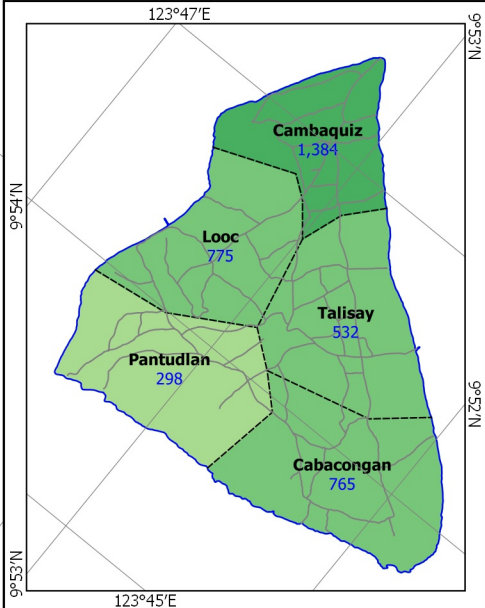 123°47′E
9°53′N
Cambaquiz
1,384
9°54′N
Looc
775
Talisay
532
Pantudlan
298
9°52′N
Cabacongan
765
9°53′N
123°45′E